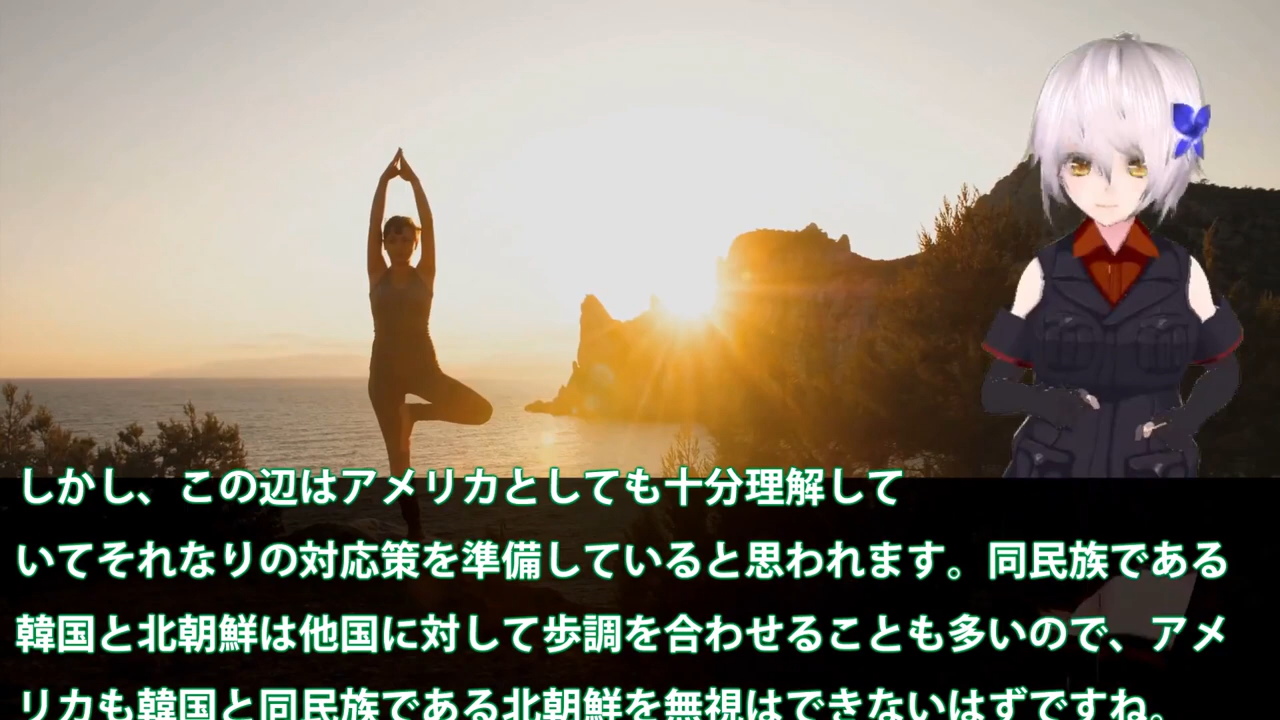 しかし、この辺はアメリカとしても十分理解して
いてそれなりの対応策を準備していると思われます。同民族である
韓国と北朝鮮は他国に対して歩調を合わせることも多いので、アメ
リカも韓国と同民族である北朝鮮を無視はできないはずですね。